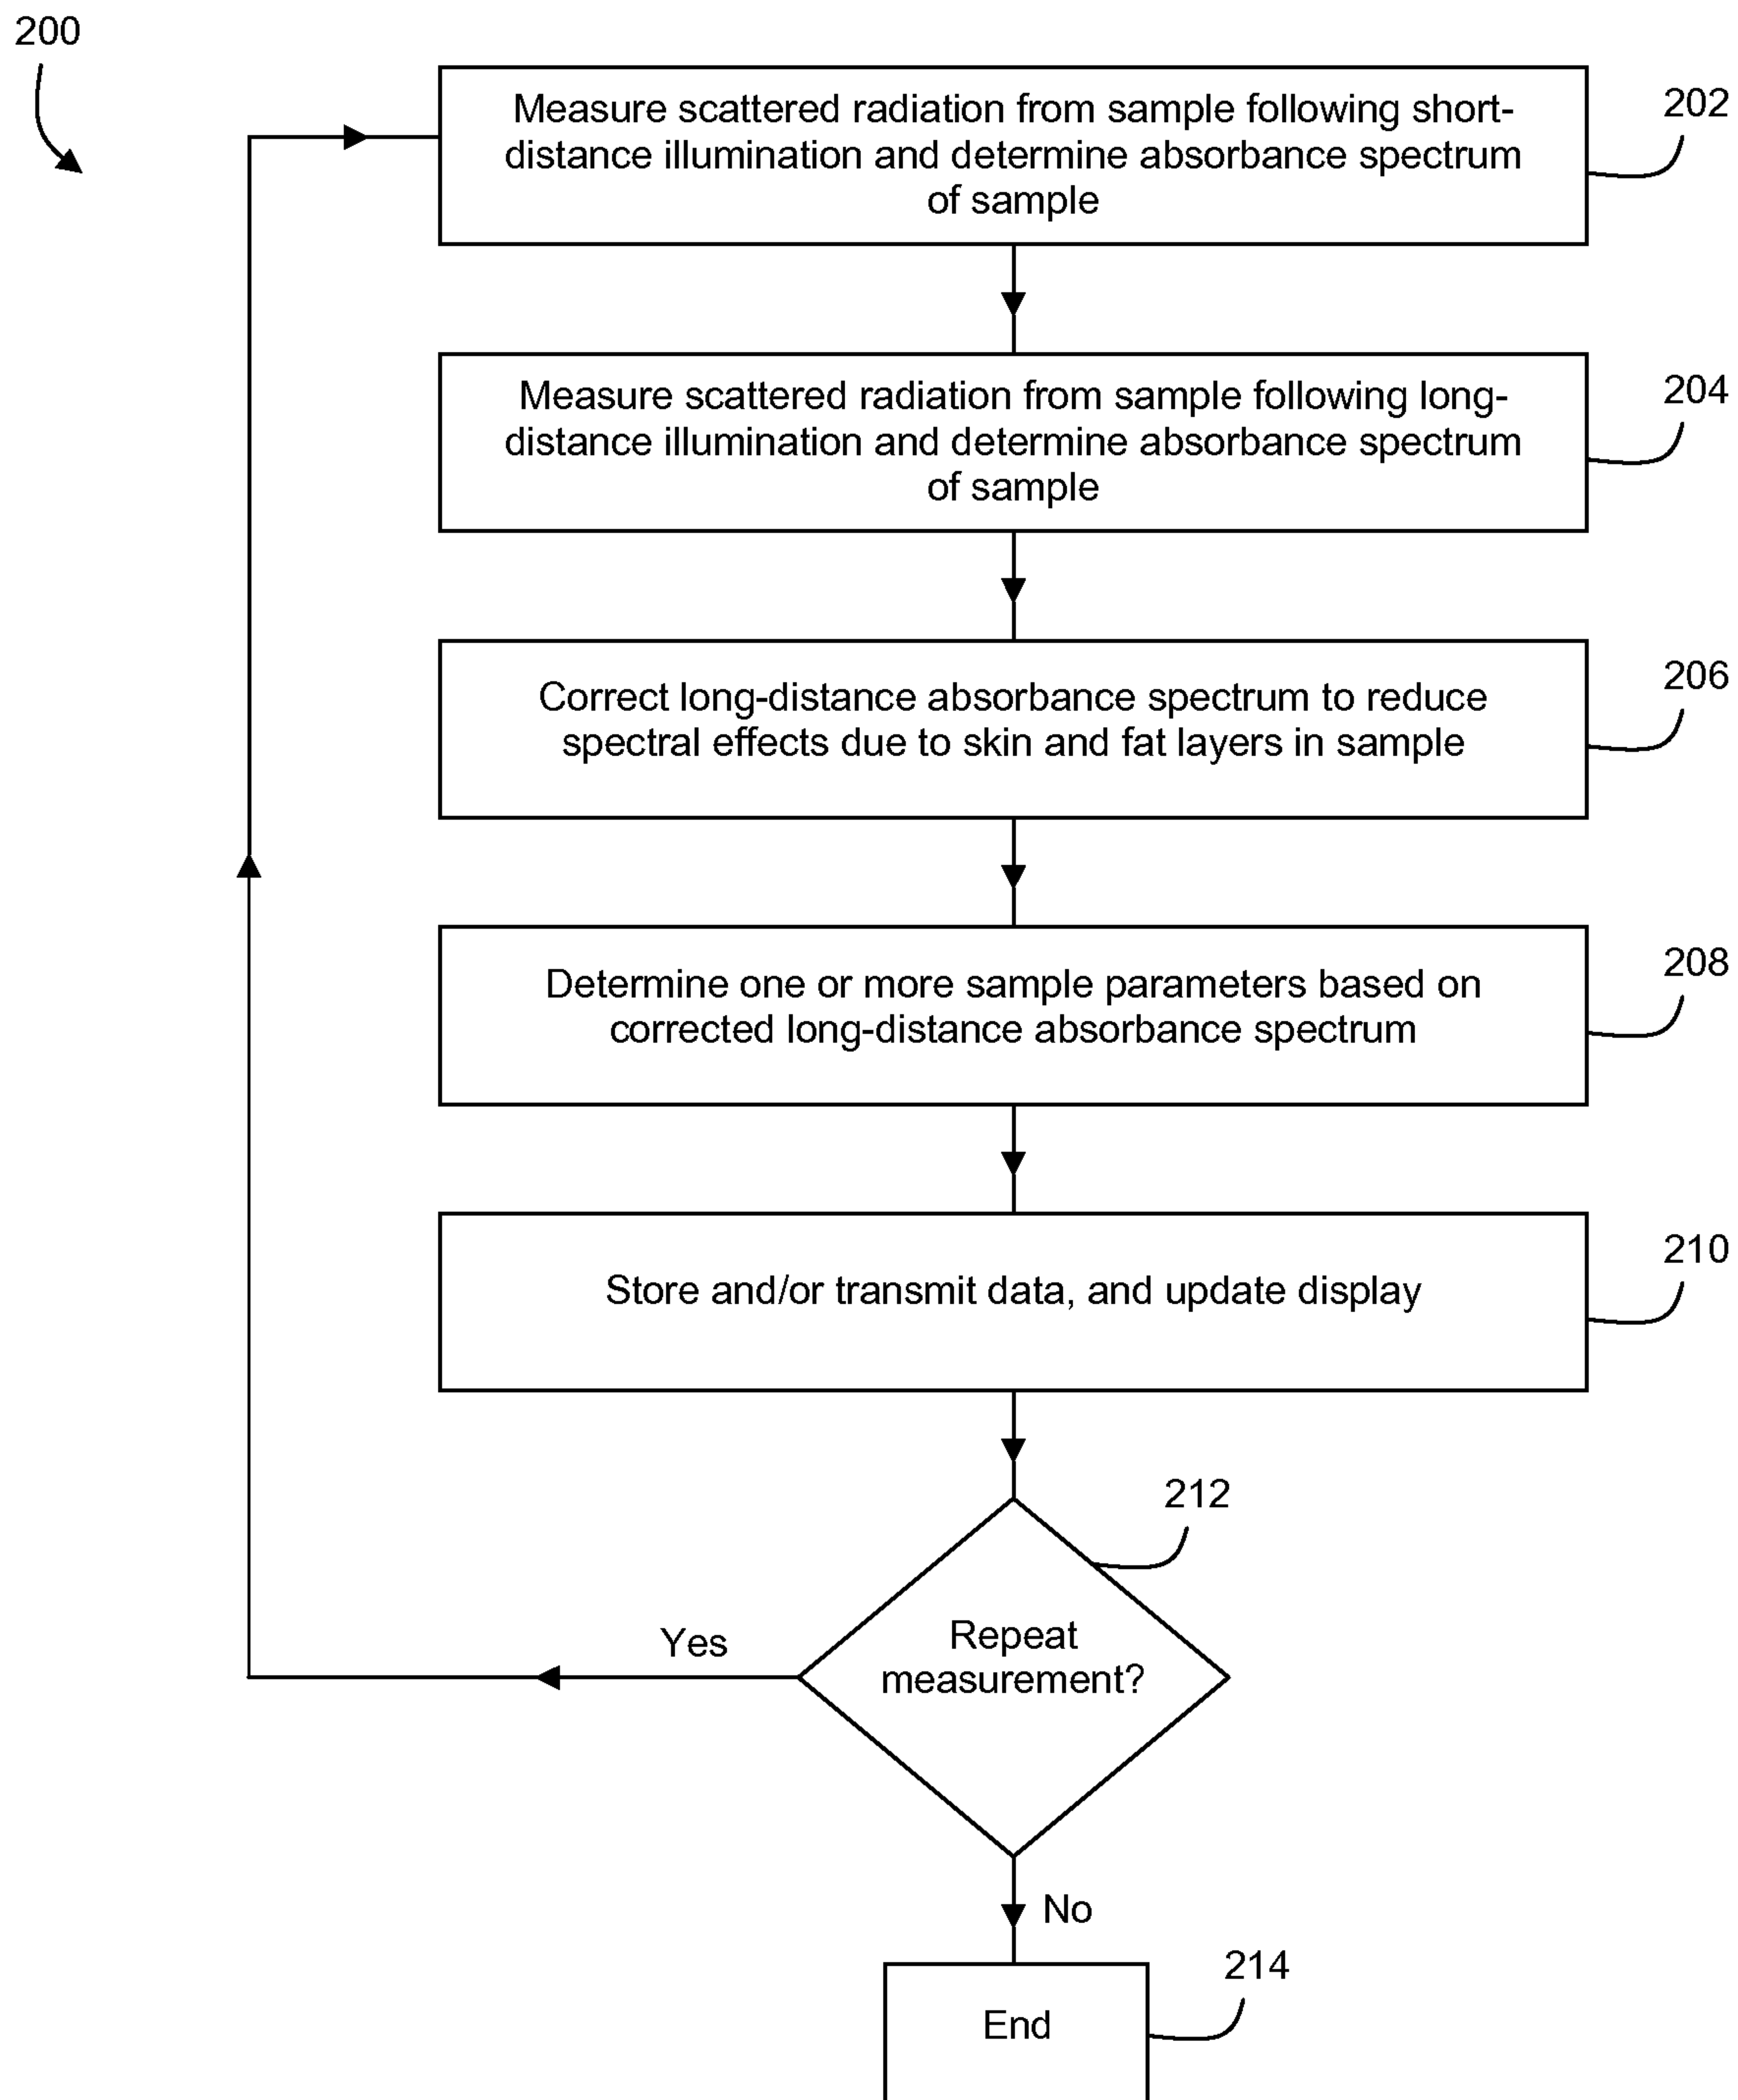 200
Measure scattered radiation from sample following short-
distance illumination and determine absorbance spectrum
of sample
202
Measure scattered radiation from sample following long-
distance illumination and determine absorbance spectrum
of sample
204
Correct long-distance absorbance spectrum to reduce
spectral effects due to skin and fat layers in sample
206
Determine one or more sample parameters based on
corrected long-distance absorbance spectrum
208
Store and/or transmit data, and update display
210
212
Repeat
measurement?
Yes
No
End
214